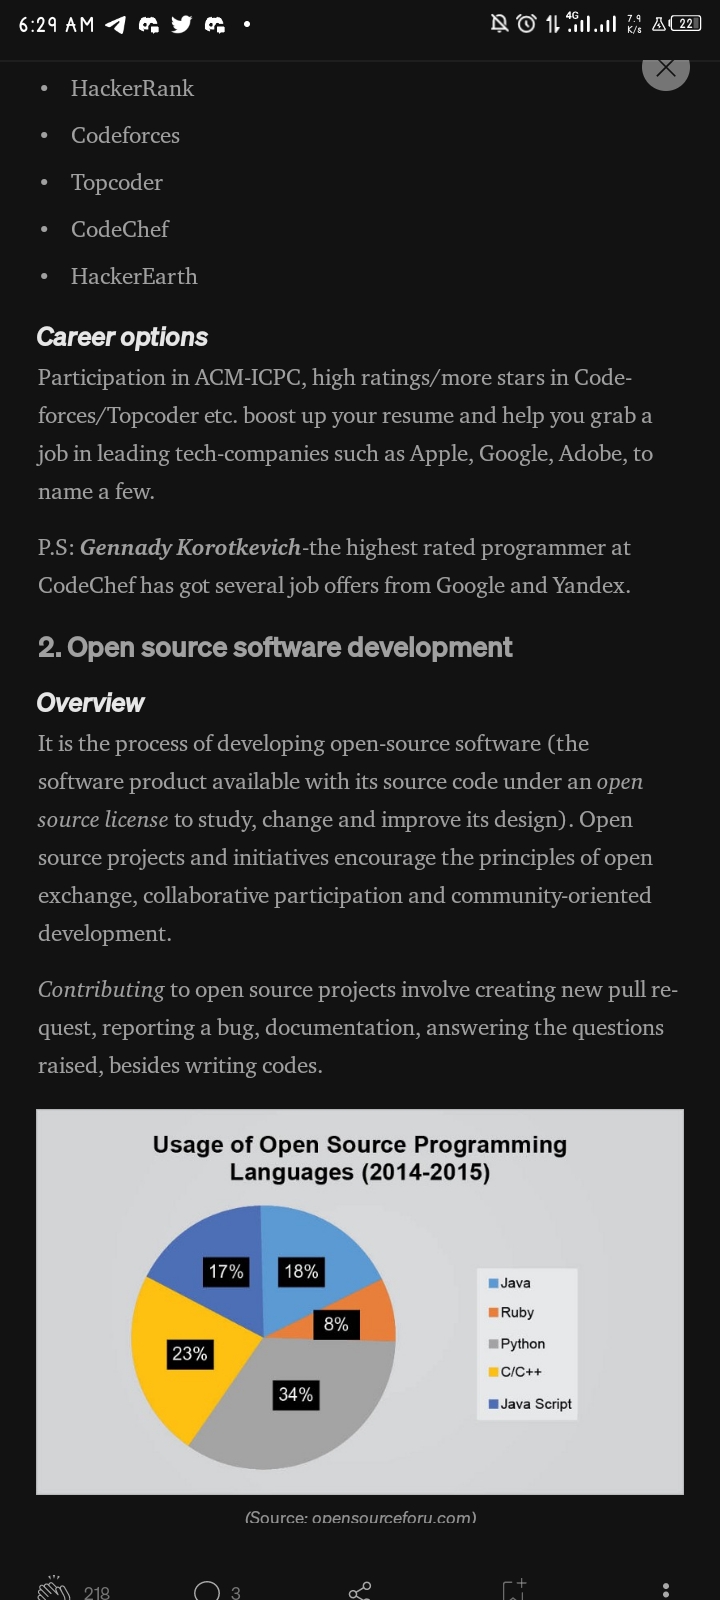 6:29 AM
4G
7.9
K/s
22
• HackerRank
• Codeforces
• Topcoder
• CodeChef
• HackerEarth
Career options
Participation in ACM-ICPC, high ratings/more stars in Code-
forces/Topcoder etc. boost up your resume and help you grab a
job in leading tech-companies such as Apple, Google, Adobe, to
name a few.
P.S: Gennady Korotkevich-the highest rated programmer at
CodeChef has got several job offers from Google and Yandex.
2. Open source software development
Overview
It is the process of developing open-source software (the
software product available with its source code under an open
source license to study, change and improve its design). Open
source projects and initiatives encourage the principles of open
exchange, collaborative participation and community-oriented
development.
Contributing to open source projects involve creating new pull re-
quest, reporting a bug, documentation, answering the questions
raised, besides writing codes.
Usage of Open Source Programming
Languages (2014-2015)
17%
18%
8%
23%
34%
Java
Ruby
Python
C/C++
Java Script
(Source: opensourceforu.com)
218
3